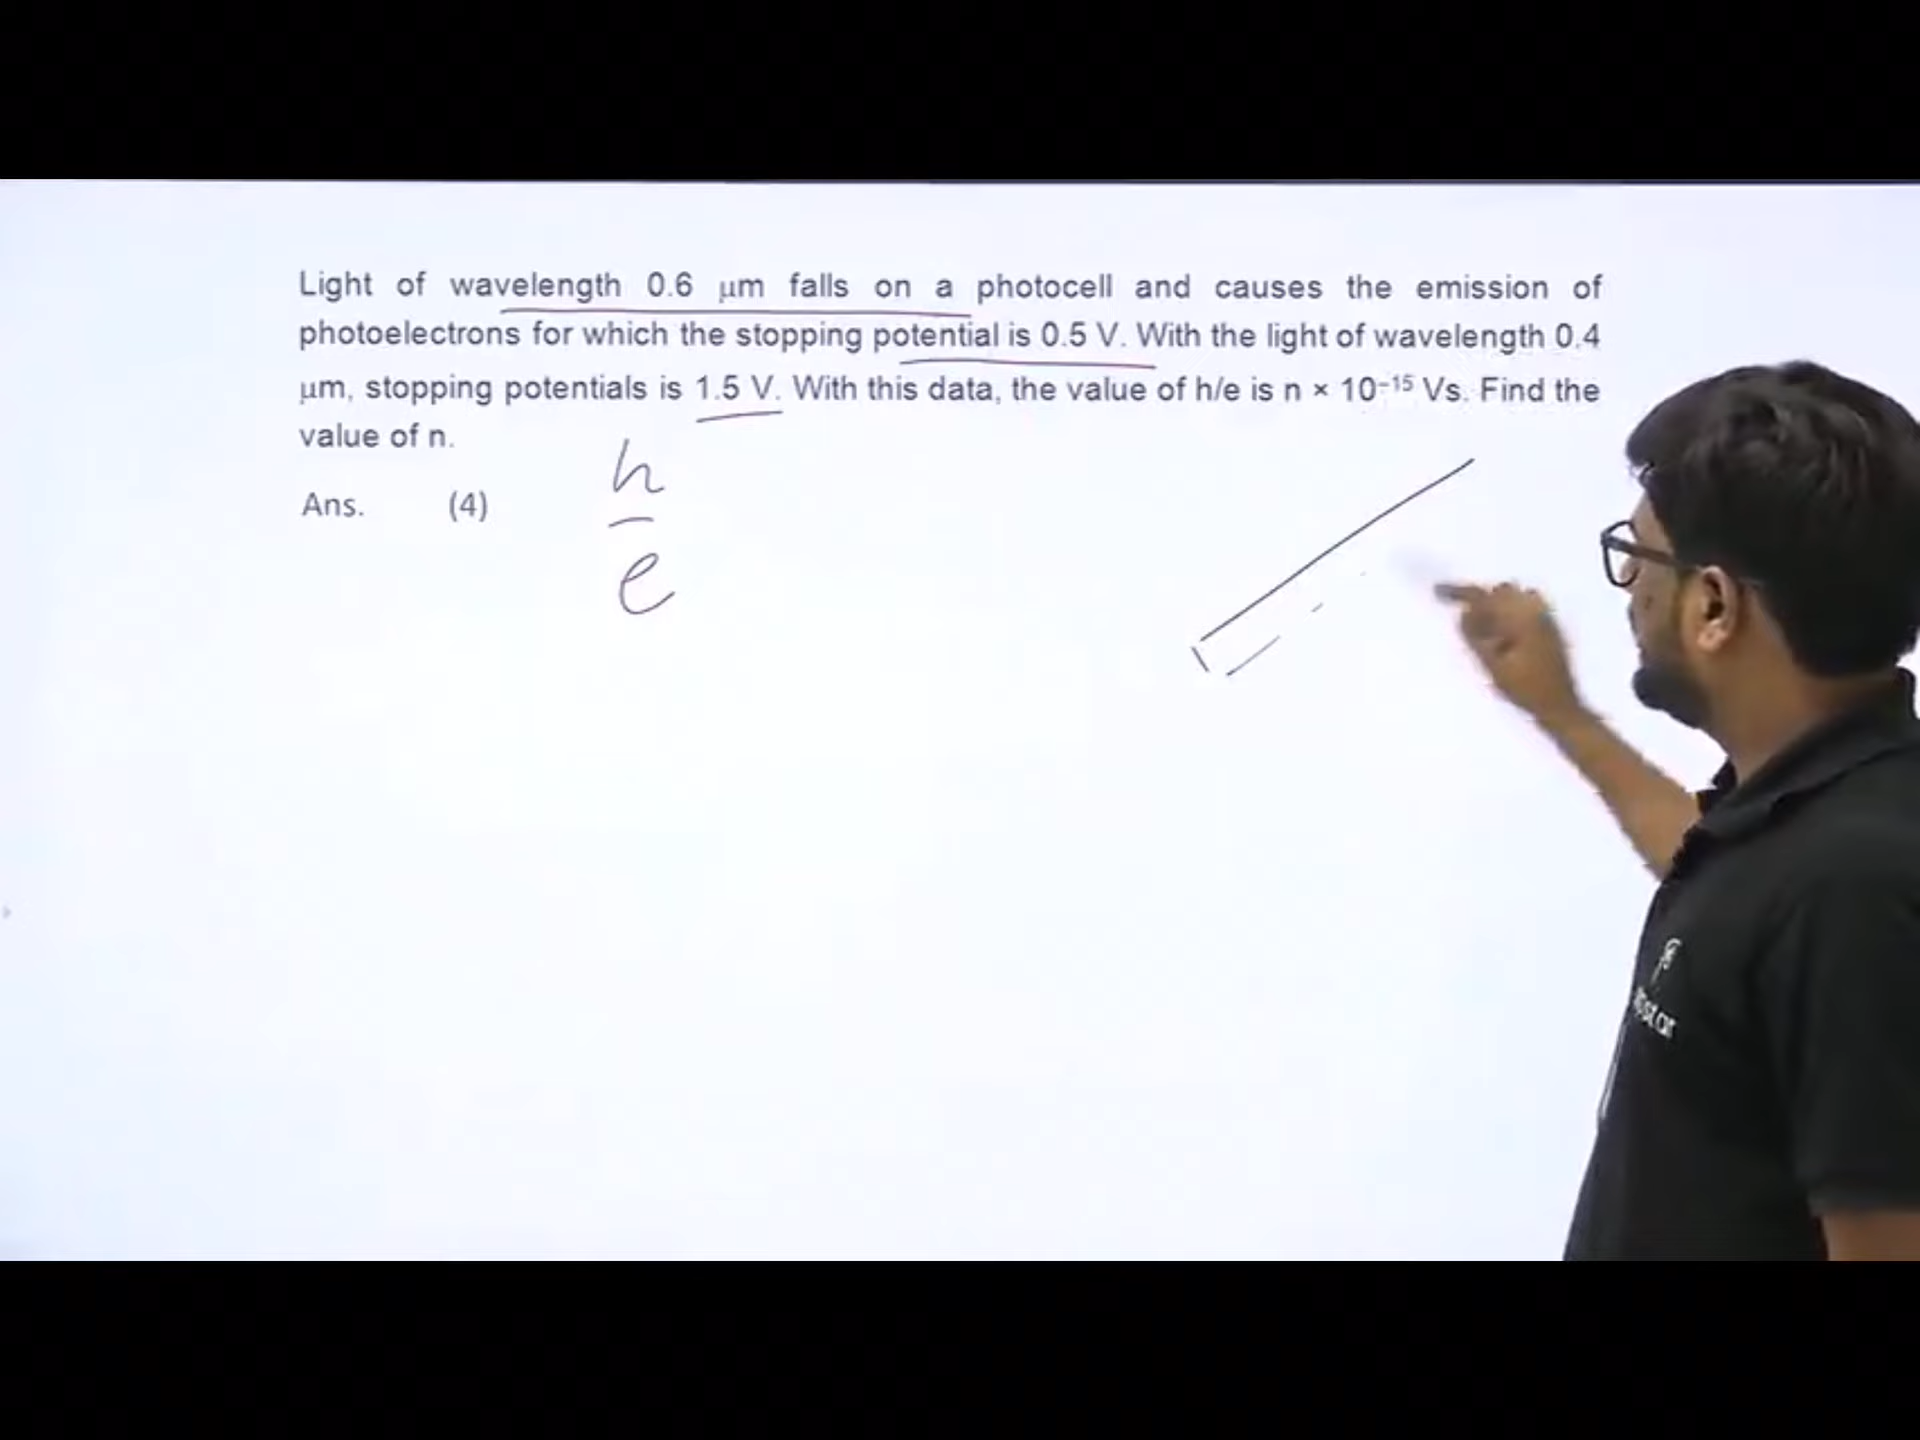 Light of wavelength 0.6 μm falls on a photocell and causes the emission of
photoelectrons for which the stopping potential is 0.5 V. With the light of wavelength 0.4
μm, stopping potentials is 1.5 V. With this data, the value of h/e is n × 10⁻¹⁵ Vs. Find the
value of n.
Ans. (4)
h
e